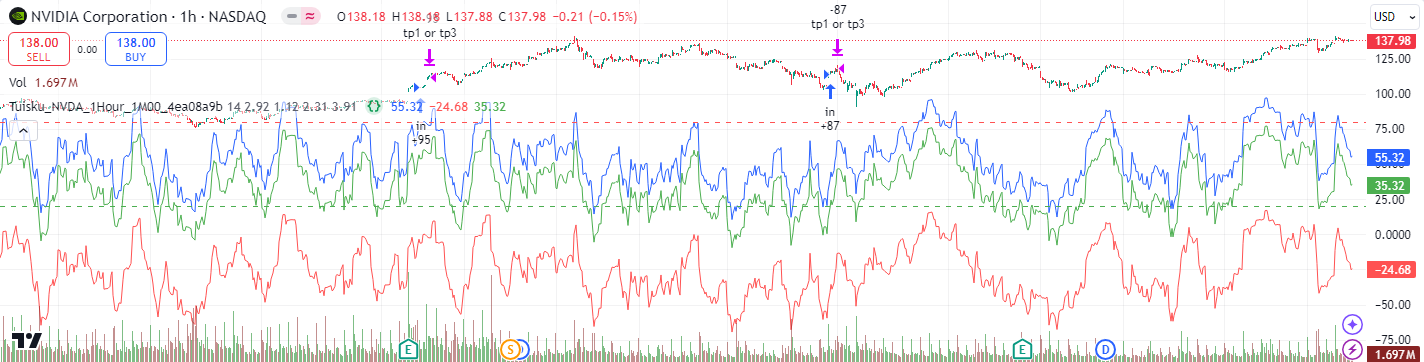 NVIDIA Corporation · 1h · NASDAQ
O138.18 H138.18 L137.88 C137.98 −0.21 (−0.15%)
138.00
SELL
0.00
138.00
BUY
Vol 1.697M
Tuisku_NVDA_1Hour_1M00_4ea08a9b 14 2.92 1.12 2.31 3.91 55.32 −24.68 35.32
tp1 or tp3
in
+95
-87
tp1 or tp3
in
+87
USD
137.98
125.00
100.00
75.00
55.32
35.32
25.00
0.0000
−24.68
−50.00
−75.00
1.697M
E
S
E
D